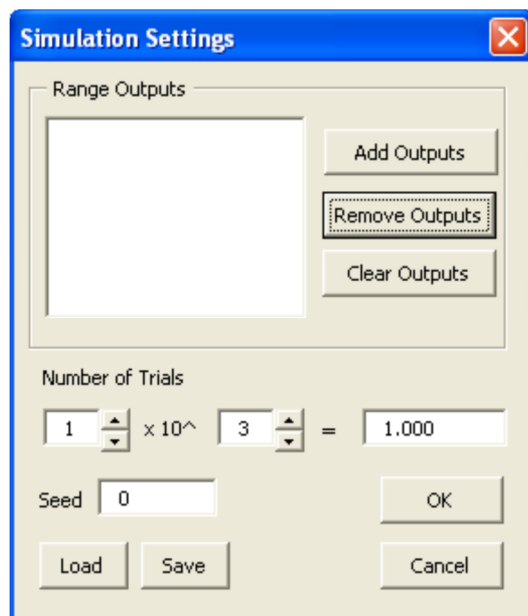 Simulation Settings
Range Outputs
Add Outputs
Remove Outputs
Clear Outputs
Number of Trials
1 x 10^ 3 = 1.000
Seed 0
OK
Load Save Cancel